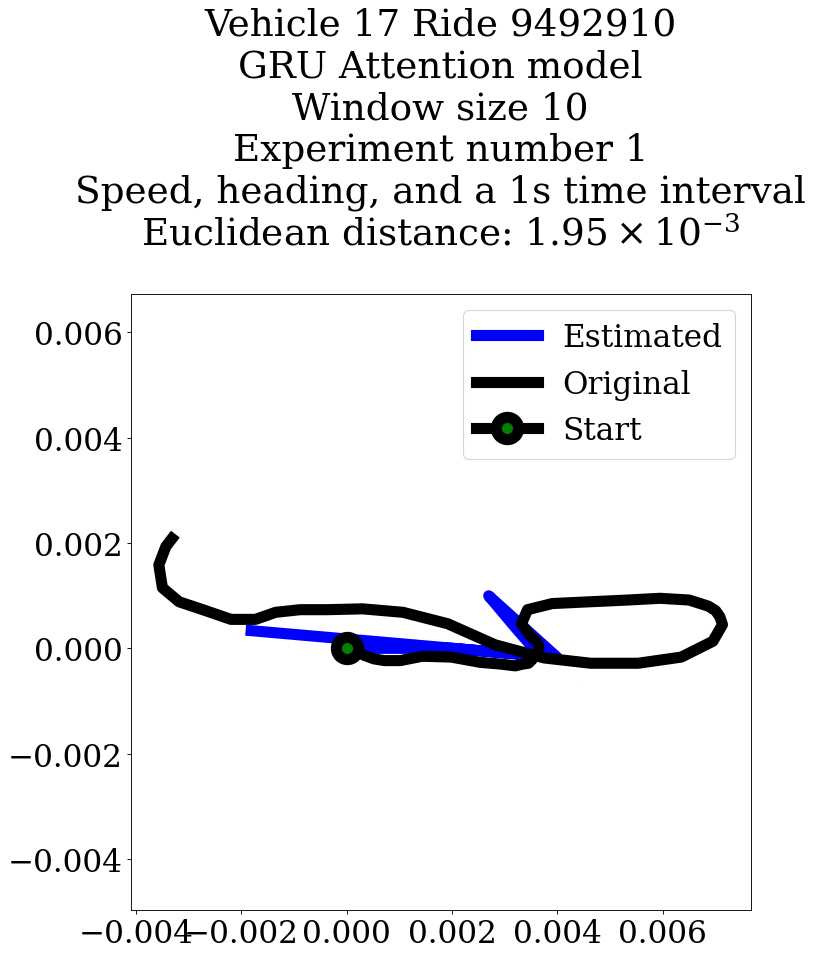 Vehicle 17 Ride 9492910
GRU Attention model
Window size 10
Experiment number 1
Speed, heading, and a 1s time interval
Euclidean distance: 1.95 × 10⁻³
Estimated
Original
Start
0.006
0.004
0.002
0.000
−0.002
−0.004
−0.004 −0.002 0.000 0.002 0.004 0.006